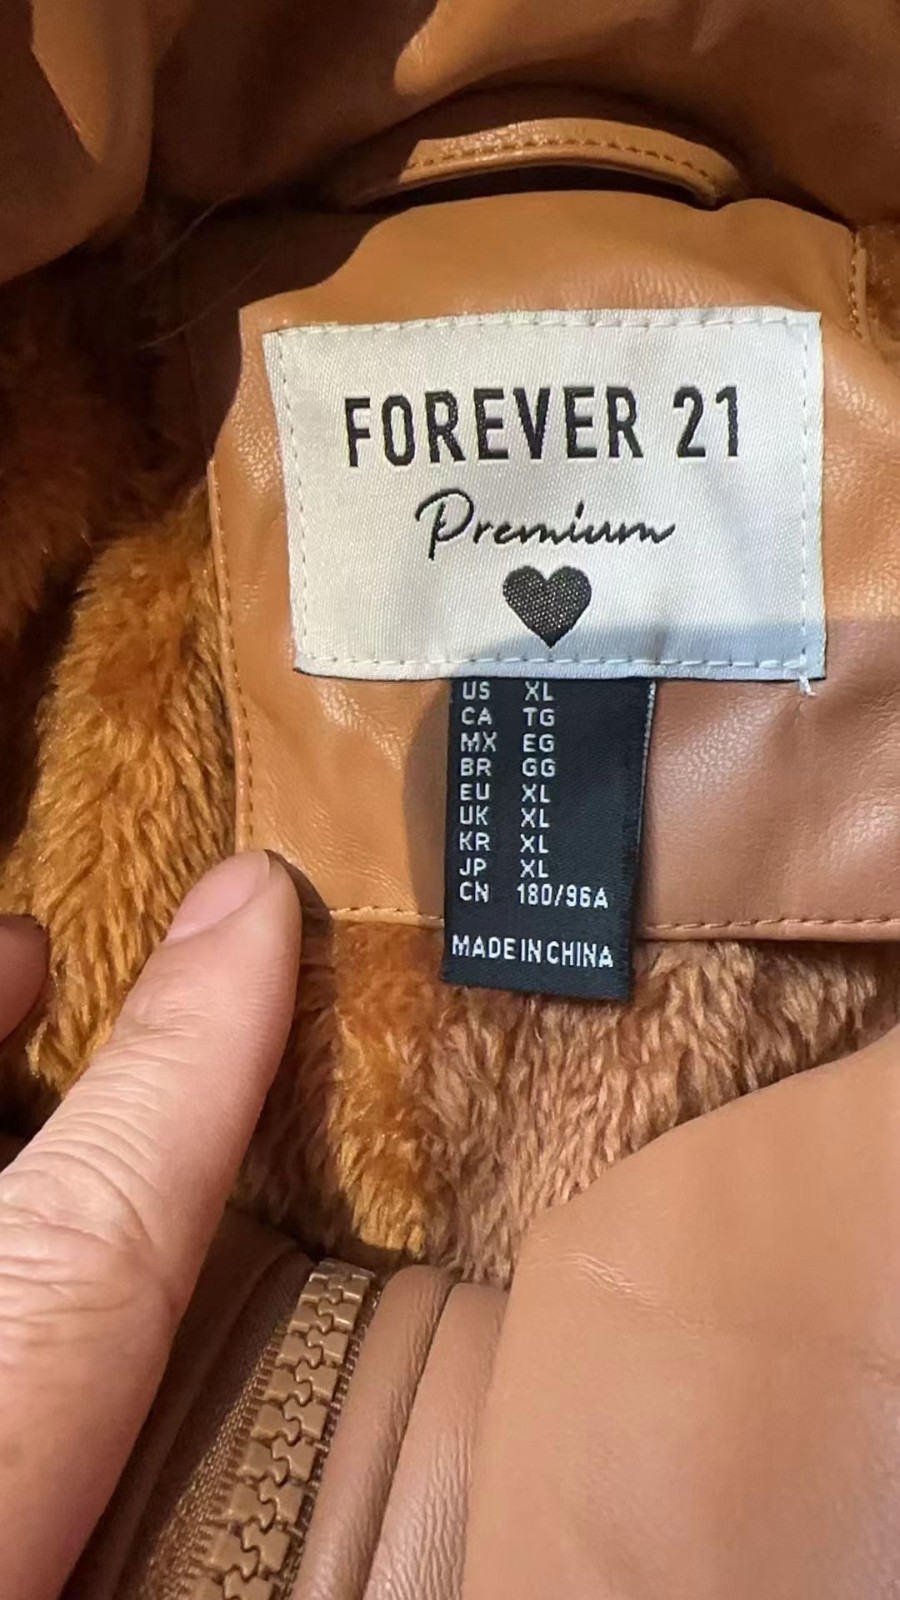 FOREVER 21
Premium
US XL
CA TG
MX EG
BR GG
EU XL
UK XL
KR XL
JP XL
CN 180/96A
MADE IN CHINA